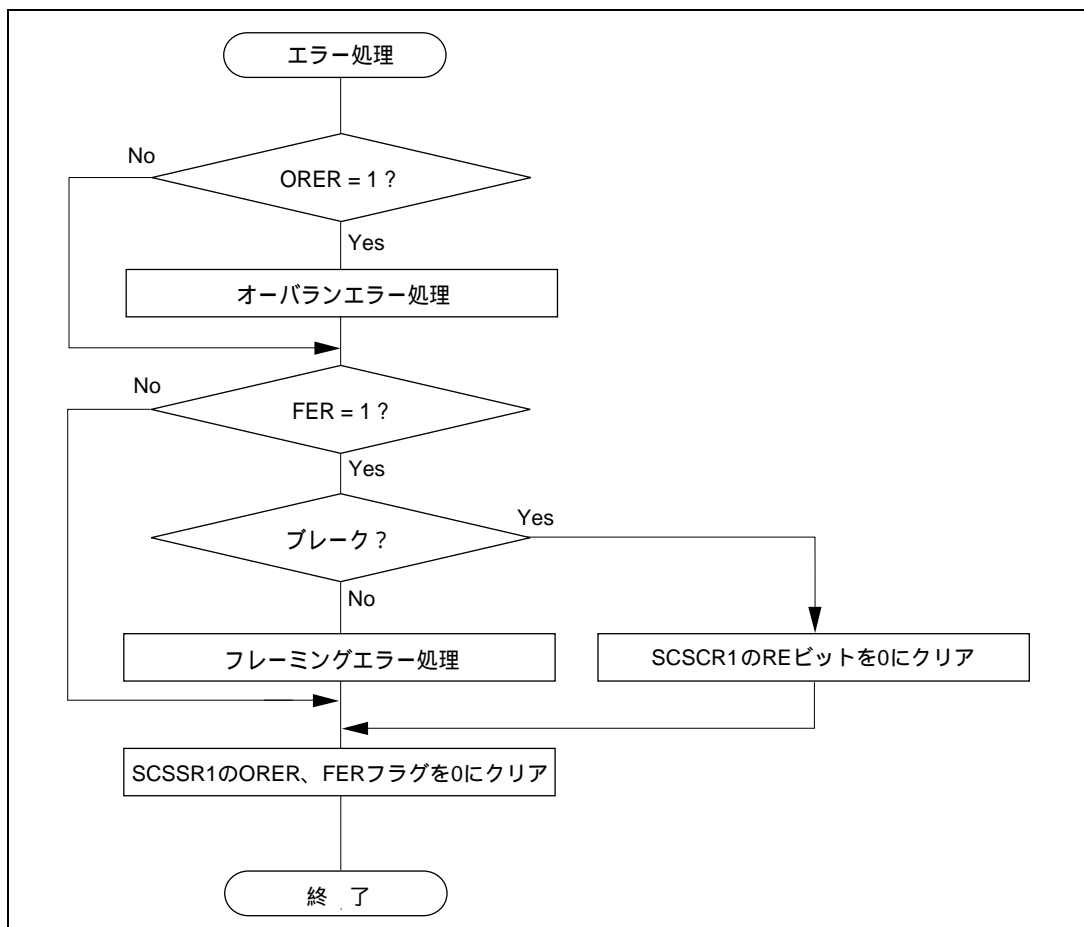 エラー処理
No
ORER = 1 ?
Yes
オーバランエラー処理
No
FER = 1 ?
Yes
ブレーク ?
Yes
No
フレーミングエラー処理
SCSCR1のREビットを0にクリア
SCSSR1のORER、FERフラグを0にクリア
終 了